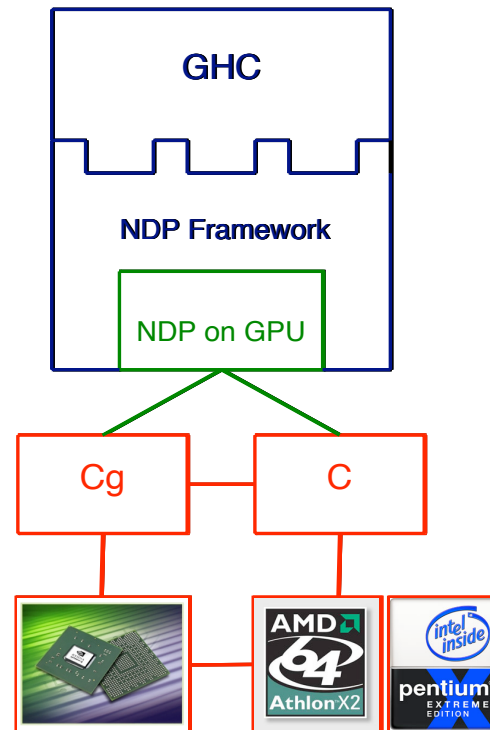 GHC
NDP Framework
NDP on GPU
Cg
C
AMD
64
Athlon X2
intel
inside
pentium
EXTREME
EDITION